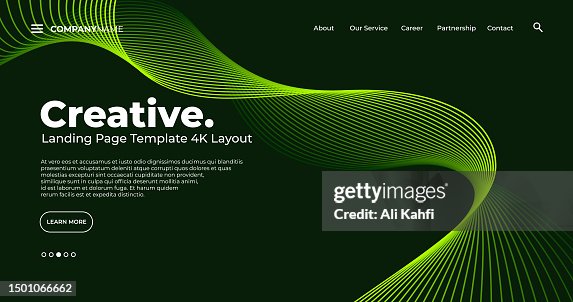 COMPANYNAME
About Our Service Career Partnership Contact
Creative.
Landing Page Template 4K Layout
At vero eos et accusamus et iusto odio dignissimos ducimus qui blanditiis
praesentium voluptatum deleniti corrupti quos dolores et quas
molestias excepturi sint occaecati cupiditate non provident,
similique sunt in culpa qui officia deserunt mollitia animi,
id est laborum et dolorum fuga. Et harum quidem
rerum facilis est et expedita distinctio.
LEARN MORE
iStock
Credit: Ali Kahfi
1501066662